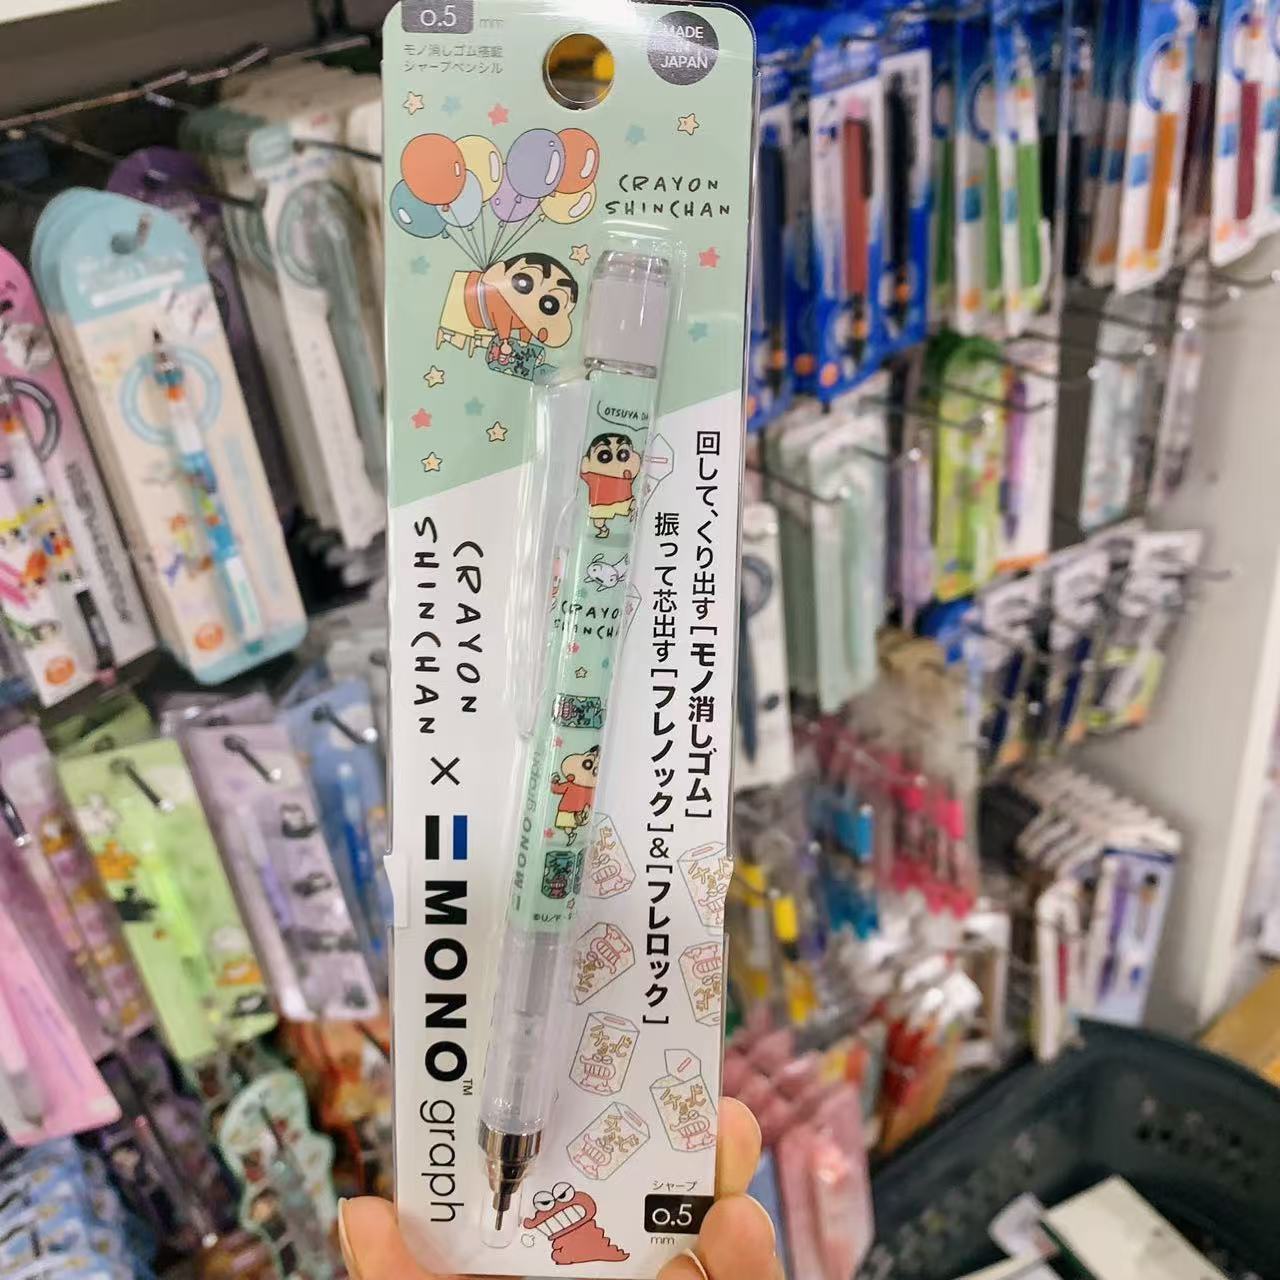 0.5 mm
モノ消しゴム搭載
シャープペンシル
MADE
IN
JAPAN
CRAYON
SHINCHAN
OTSUYA DA
回して、くり出す[モノ消しゴム]
振って芯出す[フレノック]&[フレロック]
CRAYON
SHINCHAN
×
MONO™ graph
CRAYO
SHINCHA
MONO graph
©U/F
シャープ
0.5
mm